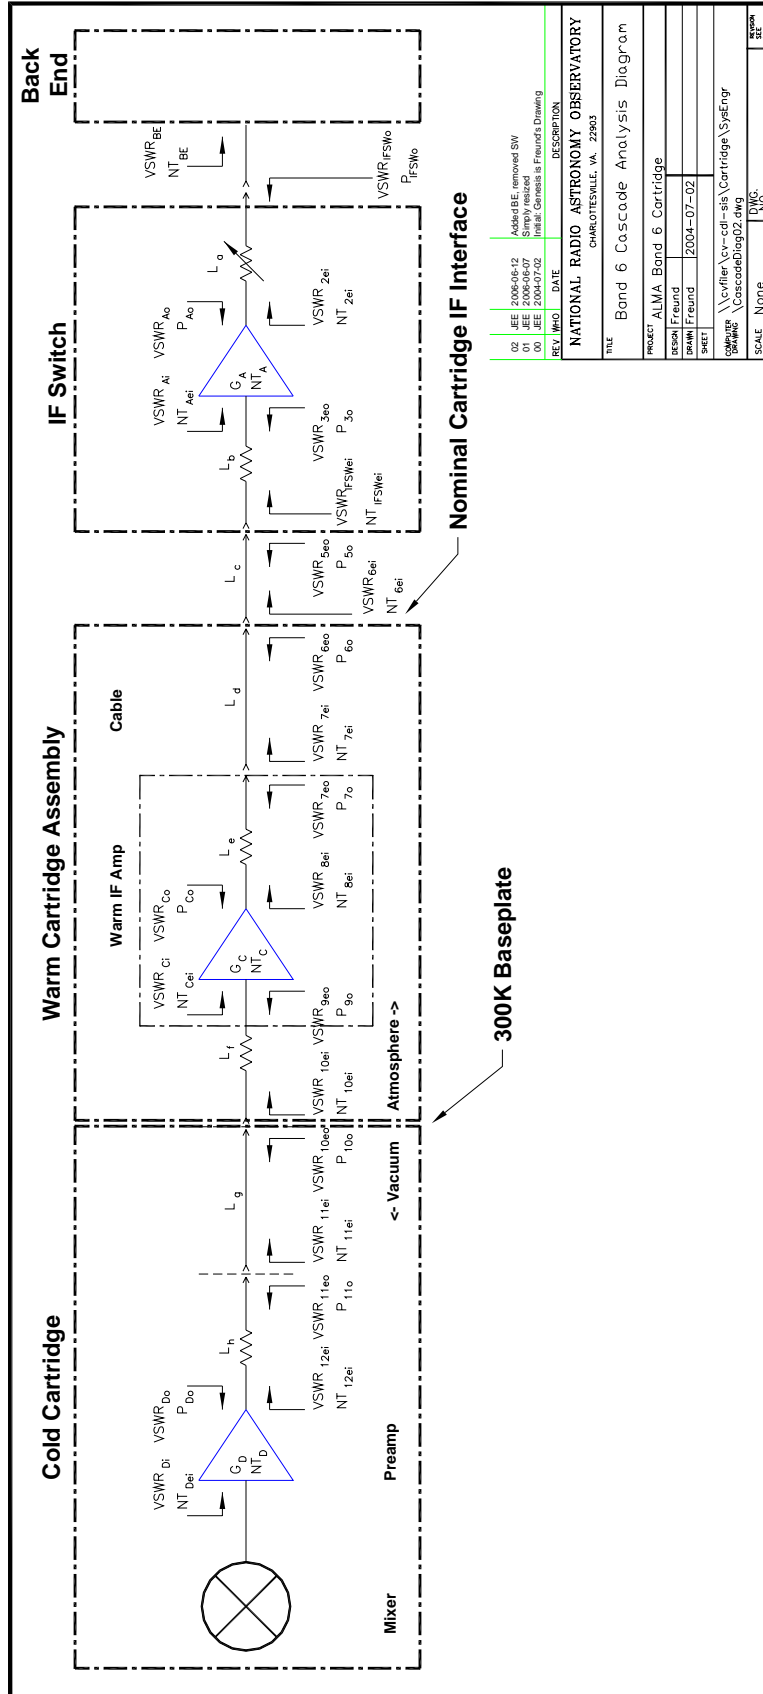 Cold Cartridge
Warm Cartridge Assembly
IF Switch
Back
End
VSWR Di
NT Dei
VSWR Do
P Do
G D
NT D
L h
VSWR 12ei
NT 12ei
VSWR 11eo
P 11o
VSWR 11ei
NT 11ei
L g
VSWR 10eo
P 10o
Mixer
Preamp
<- Vacuum
Atmosphere ->
300K Baseplate
VSWR 10ei
NT 10ei
L f
VSWR 9eo
P 9o
Warm IF Amp
VSWR Ci
NT Cei
VSWR Co
P Co
G C
NT C
L e
VSWR 8ei
NT 8ei
VSWR 7eo
P 7o
Cable
VSWR 7ei
NT 7ei
L d
VSWR 6eo
P 6o
VSWR 6ei
NT 6ei
L c
VSWR 5eo
P 5o
Nominal Cartridge IF Interface
VSWR IFSWei
NT IFSWei
L b
VSWR 3eo
P 3o
VSWR Ai
NT Aei
VSWR Ao
P Ao
G A
NT A
L a
VSWR 2ei
NT 2ei
VSWR IFSWo
P IFSWo
VSWR BE
NT BE
02 JEE 2006-06-12 Added BE, removed SW
01 JEE 2006-06-07 Simply resized
00 JEE 2004-07-02 Initial: Genesis is Freund's Drawing
REV WHO DATE DESCRIPTION
NATIONAL RADIO ASTRONOMY OBSERVATORY
CHARLOTTESVILLE, VA. 22903
TITLE
Band 6 Cascade Analysis Diagram
PROJECT ALMA Band 6 Cartridge
DESIGN Freund
DRAWN Freund 2004-07-02
SHEET
COMPUTER DRAWING \\cvfiler\cv-cdl-sis\Cartridge\SysEngr
\CascadeDiag02.dwg
SCALE None
DWG. NO.
REVISION
SEE